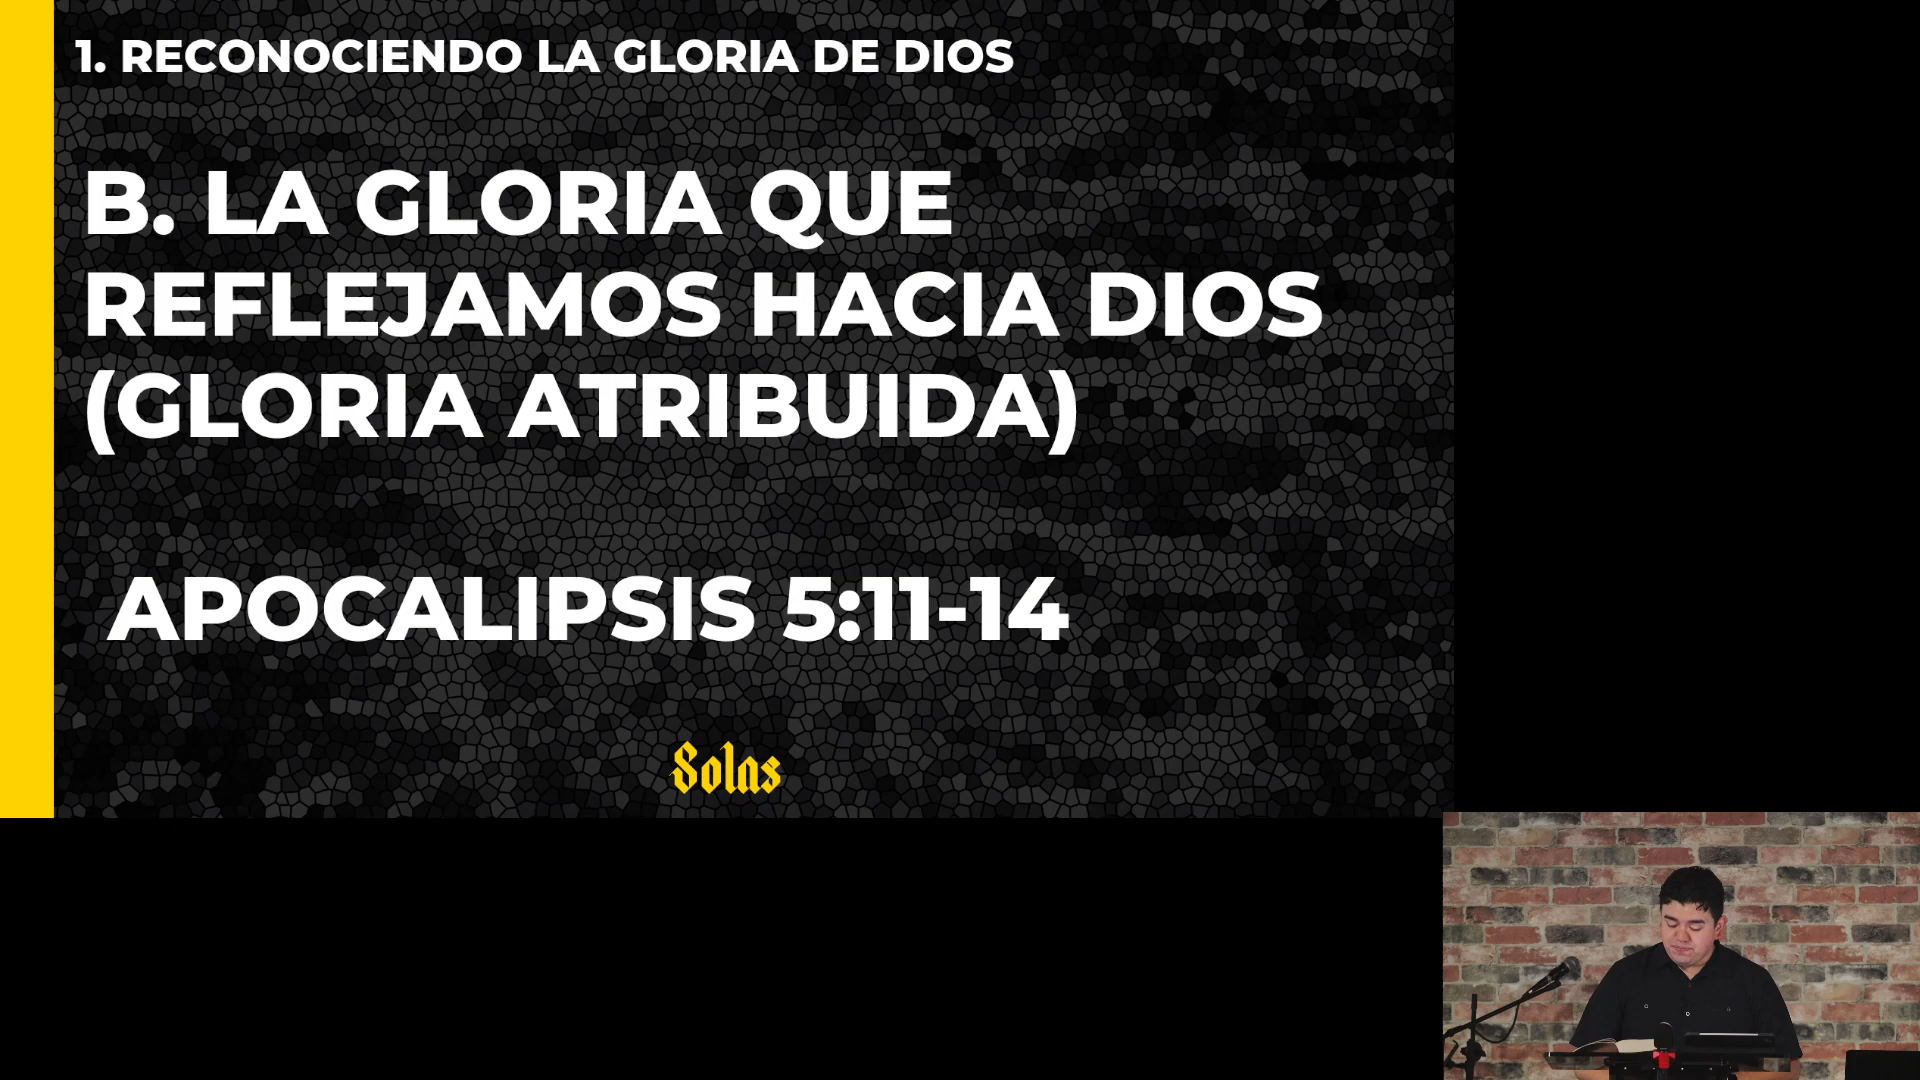 1. RECONOCIENDO LA GLORIA DE DIOS
B. LA GLORIA QUE
REFLEJAMOS HACIA DIOS
(GLORIA ATRIBUIDA)
APOCALIPSIS 5:11-14
Solas